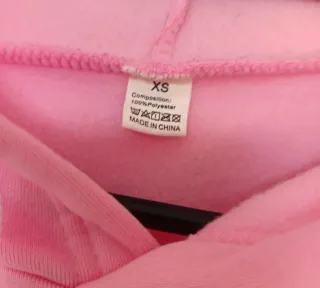 XS
Composition:
100%Polyester
MADE IN CHINA